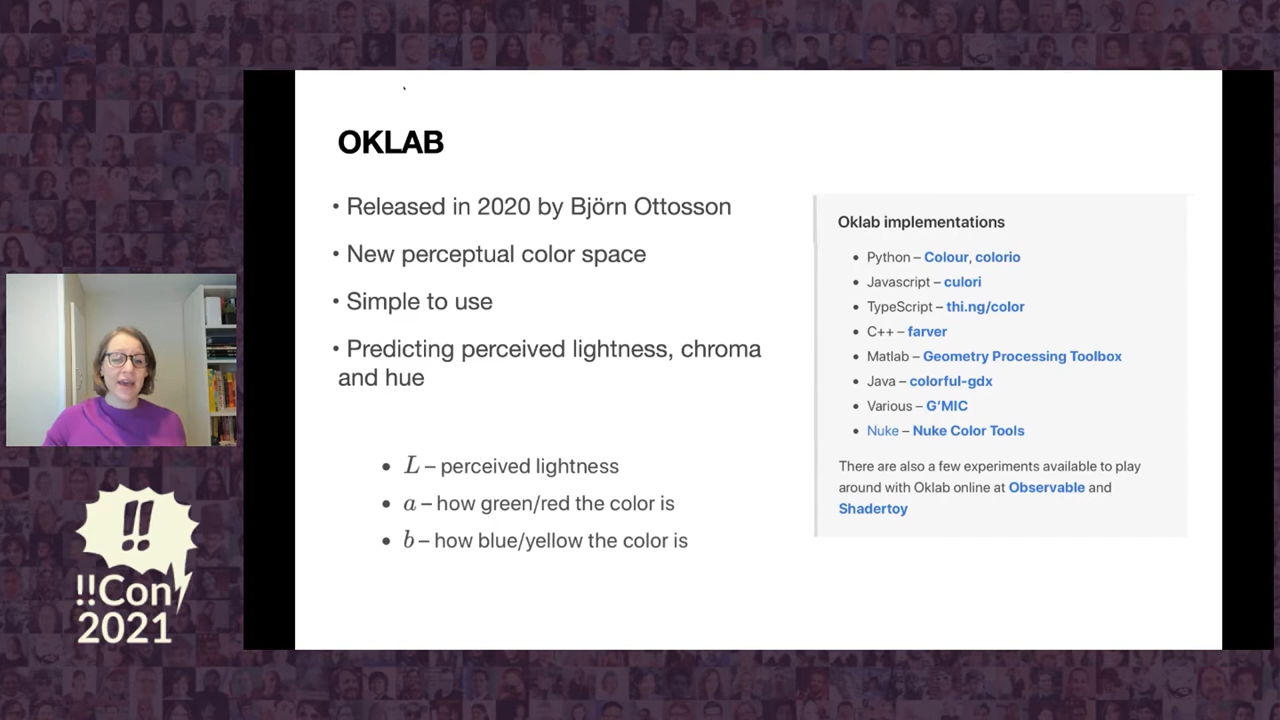 OKLAB
• Released in 2020 by Björn Ottosson
• New perceptual color space
• Simple to use
• Predicting perceived lightness, chroma
and hue
• L – perceived lightness
• a – how green/red the color is
• b – how blue/yellow the color is
Oklab implementations
• Python – Colour, colorio
• Javascript – culori
• TypeScript – thi.ng/color
• C++ – farver
• Matlab – Geometry Processing Toolbox
• Java – colorful-gdx
• Various – G’MIC
• Nuke – Nuke Color Tools
There are also a few experiments available to play
around with Oklab online at Observable and
Shadertoy
!!
!!Con
2021